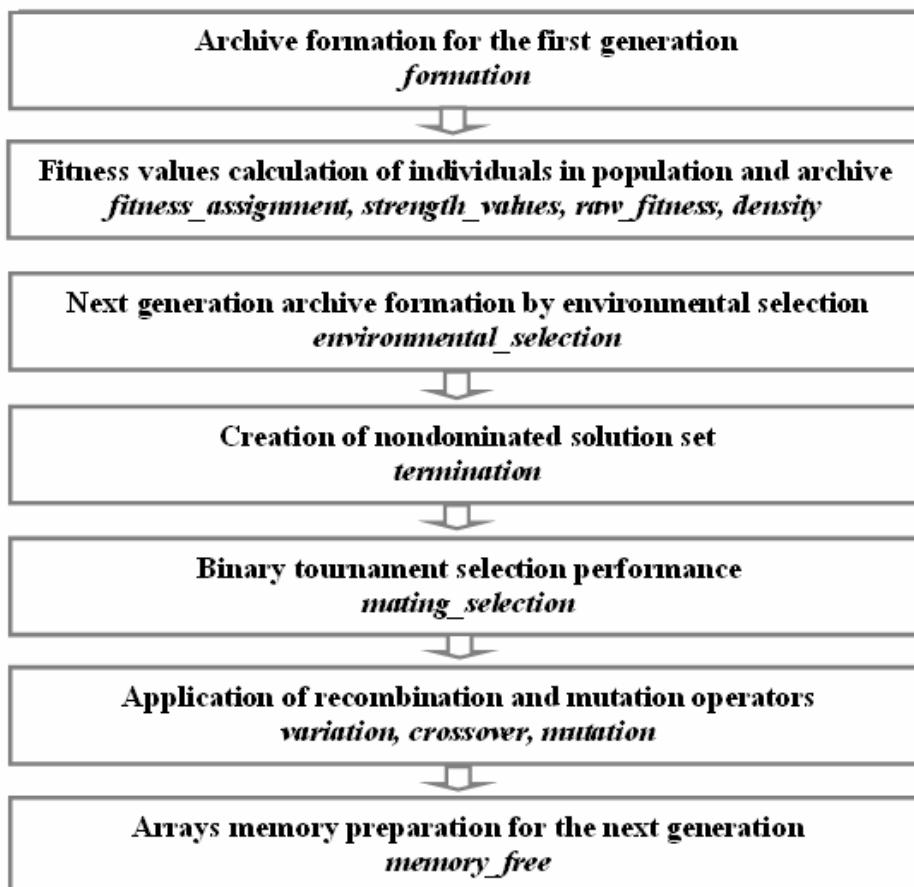 Archive formation for the first generation
formation
Fitness values calculation of individuals in population and archive
fitness_assignment, strength_values, raw_fitness, density
Next generation archive formation by environmental selection
environmental_selection
Creation of nondominated solution set
termination
Binary tournament selection performance
mating_selection
Application of recombination and mutation operators
variation, crossover, mutation
Arrays memory preparation for the next generation
memory_free